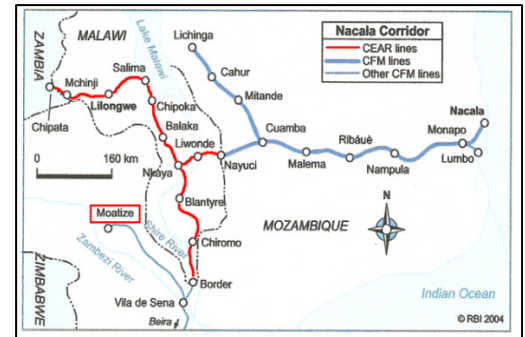 Nacala Corridor
CEAR lines
CFM lines
Other CFM lines
ZAMBIA
MALAWI
Lake Malawi
Lichinga
Cahur
Mitande
Salima
Mchinji
Lilongwe
Chipoka
Chipata
Balaka
Liwonde
Cuamba
Nacala
Monapo
Ribáuè
Lumbo
Nkaya
Nayuci
Malema
Nampula
0 160 km
Blantyre
Moatize
Shire River
MOZAMBIQUE
N
Chiromo
Zambezi River
Border
ZIMBABWE
Vila de Sena
Indian Ocean
Beira
© RBI 2004